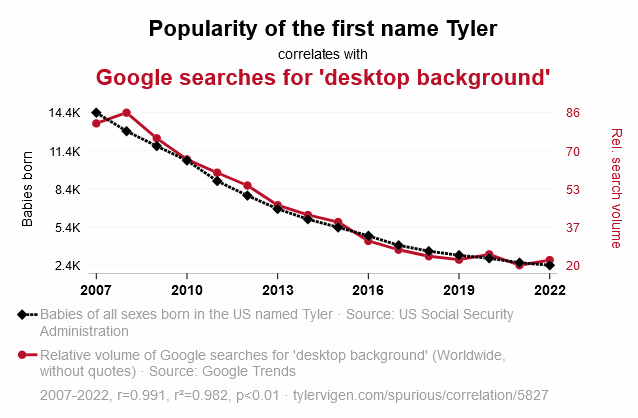 Popularity of the first name Tyler
correlates with
Google searches for 'desktop background'
Babies born
14.4K
11.4K
8.4K
5.4K
2.4K
86
70
53
37
20
Rel. search volume
2007
2010
2013
2016
2019
2022
Babies of all sexes born in the US named Tyler · Source: US Social Security
Administration
Relative volume of Google searches for 'desktop background' (Worldwide,
without quotes) · Source: Google Trends
2007-2022, r=0.991, r²=0.982, p<0.01 · tylervigen.com/spurious/correlation/5827